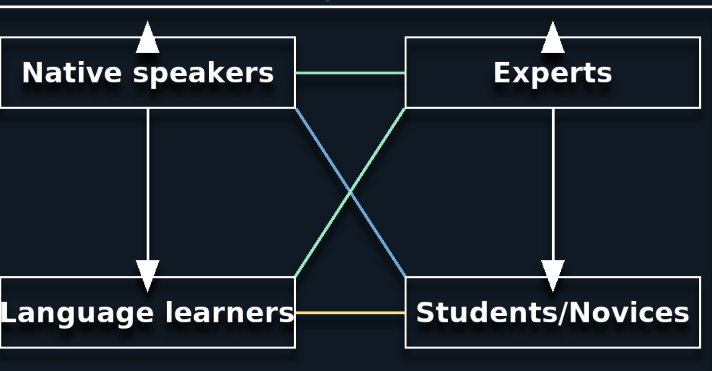 Native speakers
Experts
Language learners
Students/Novices